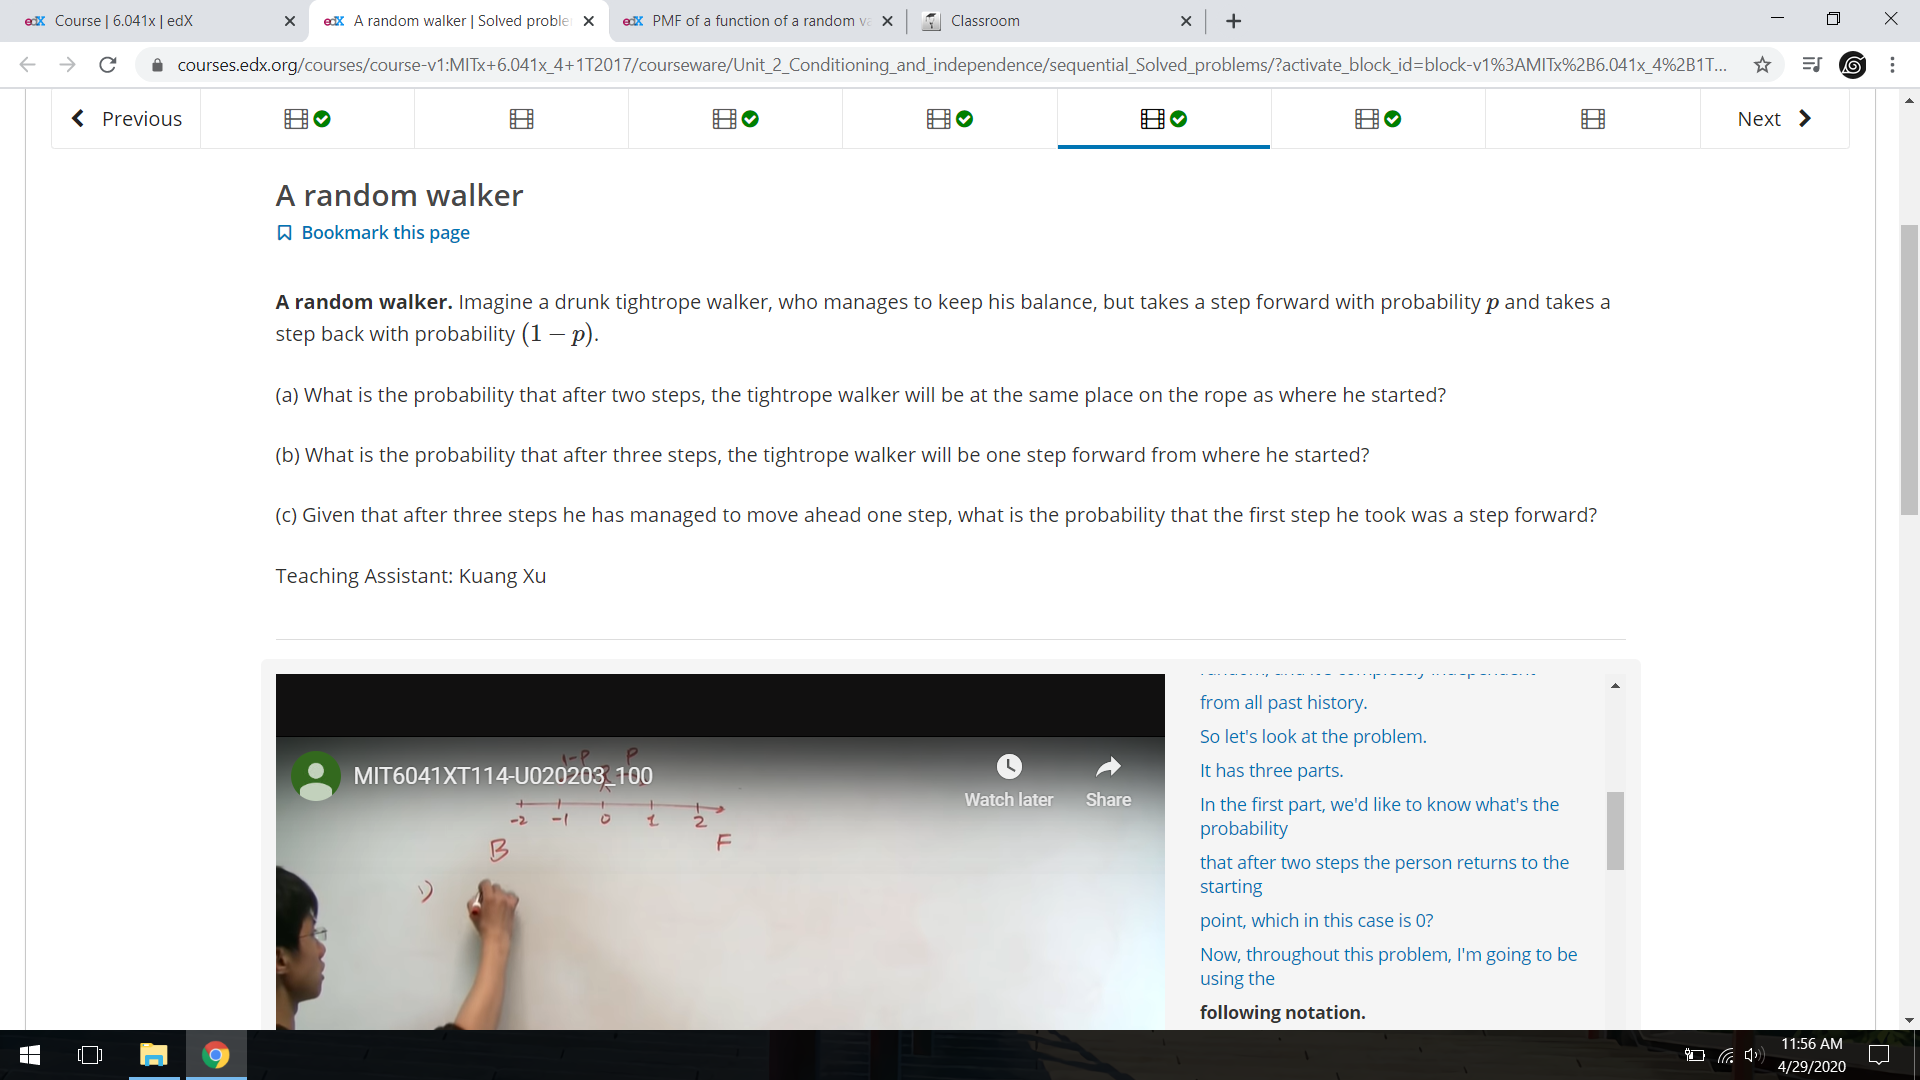 Course | 6.041x | edX
A random walker | Solved proble
PMF of a function of a random va
Classroom
courses.edx.org/courses/course-v1:MITx+6.041x_4+1T2017/courseware/Unit_2_Conditioning_and_independence/sequential_Solved_problems/?activate_block_id=block-v1%3AMITx%2B6.041x_4%2B1T...
Previous
Next
A random walker
Bookmark this page
A random walker. Imagine a drunk tightrope walker, who manages to keep his balance, but takes a step forward with probability p and takes a
step back with probability (1 − p).
(a) What is the probability that after two steps, the tightrope walker will be at the same place on the rope as where he started?
(b) What is the probability that after three steps, the tightrope walker will be one step forward from where he started?
(c) Given that after three steps he has managed to move ahead one step, what is the probability that the first step he took was a step forward?
Teaching Assistant: Kuang Xu
MIT6041XT114-U020203_100
Watch later
Share
1-P P
-2 -1 0 1 2
B F
1)
from all past history.
So let's look at the problem.
It has three parts.
In the first part, we'd like to know what's the
probability
that after two steps the person returns to the
starting
point, which in this case is 0?
Now, throughout this problem, I'm going to be
using the
following notation.
11:56 AM
4/29/2020